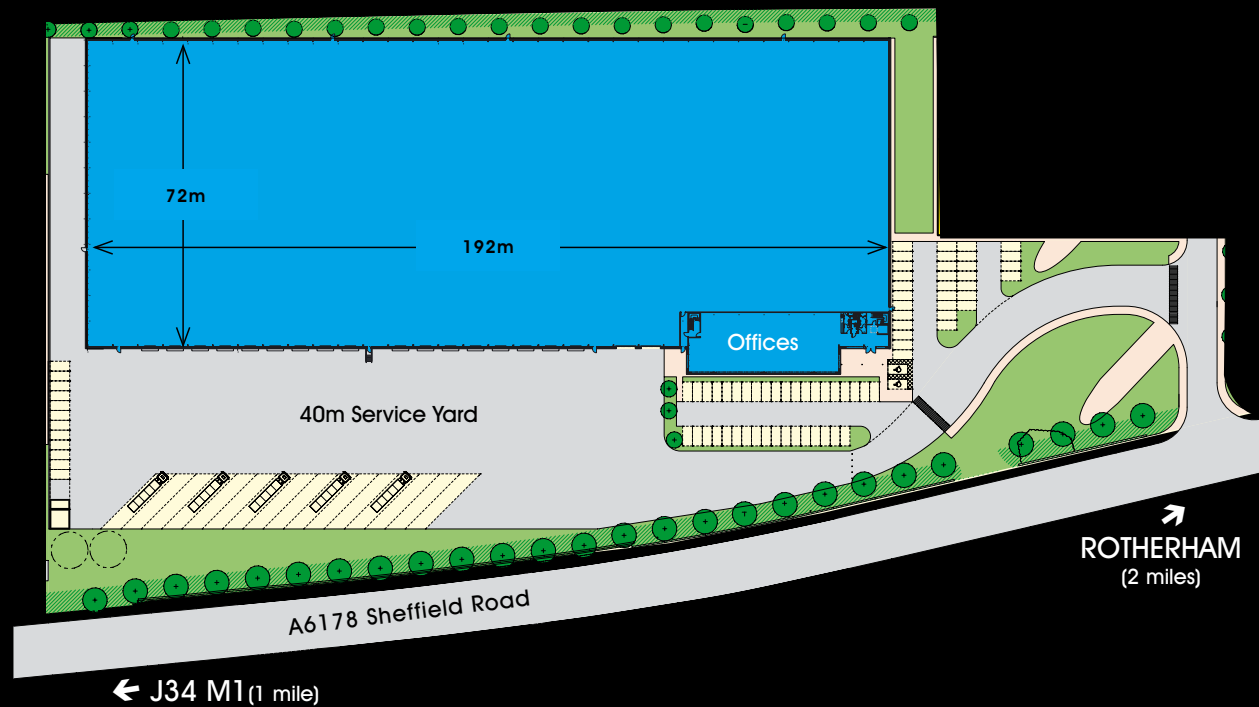 72m
192m
Offices
40m Service Yard
ROTHERHAM
(2 miles)
A6178 Sheffield Road
J34 M1 (1 mile)